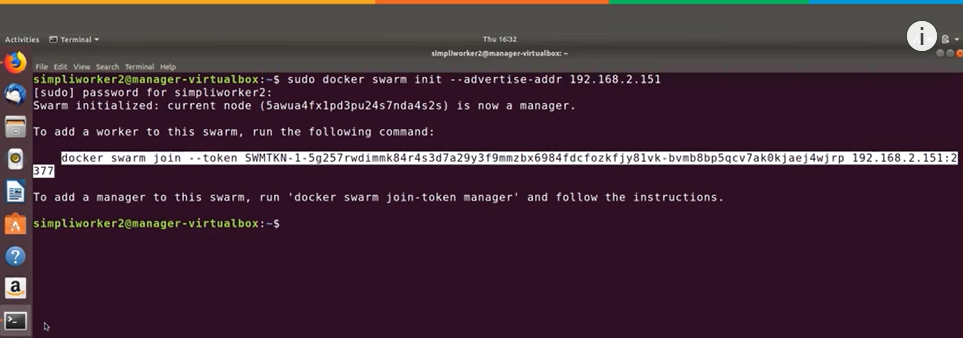 i
Activities Terminal Thu 16:32
simpliworker2@manager-virtualbox: ~
File Edit View Search Terminal Help
simpliworker2@manager-virtualbox:~$ sudo docker swarm init --advertise-addr 192.168.2.151
[sudo] password for simpliworker2:
Swarm initialized: current node (5awua4fx1pd3pu24s7nda4s2s) is now a manager.
To add a worker to this swarm, run the following command:
docker swarm join --token SWMTKN-1-5g257rwdimmk84r4s3d7a29y3f9mmzbx6984fdcfozkfjy81vk-bvmb8bp5qcv7ak0kjaej4wjrp 192.168.2.151:2
377
To add a manager to this swarm, run 'docker swarm join-token manager' and follow the instructions.
simpliworker2@manager-virtualbox:~$